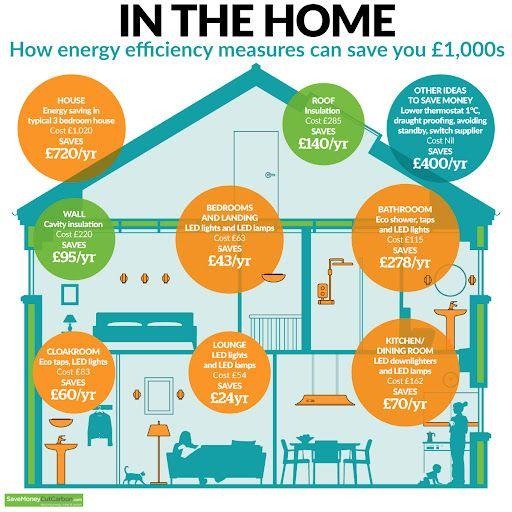 IN THE HOME
How energy efficiency measures can save you £1,000s
HOUSE
Energy saving in
typical 3 bedroom house
Cost £1,020
SAVES
£720/yr
ROOF
Insulation
Cost £285
SAVES
£140/yr
OTHER IDEAS
TO SAVE MONEY
Lower thermostat 1°C,
draught proofing, avoiding
standby, switch supplier
Cost Nil
SAVES
£400/yr
WALL
Cavity insulation
Cost £220
SAVES
£95/yr
BEDROOMS
AND LANDING
LED lights and LED lamps
Cost £63
SAVES
£43/yr
BATHROOOM
Eco shower, taps
and LED lights
Cost £115
SAVES
£278/yr
CLOAKROOM
Eco taps, LED lights
Cost £83
SAVES
£60/yr
LOUNGE
LED lights
and LED lamps
Cost £54
SAVES
£24yr
KITCHEN/
DINING ROOM
LED downlighters
and LED lamps
Cost £162
SAVES
£70/yr
SaveMoneyCutCarbon.com